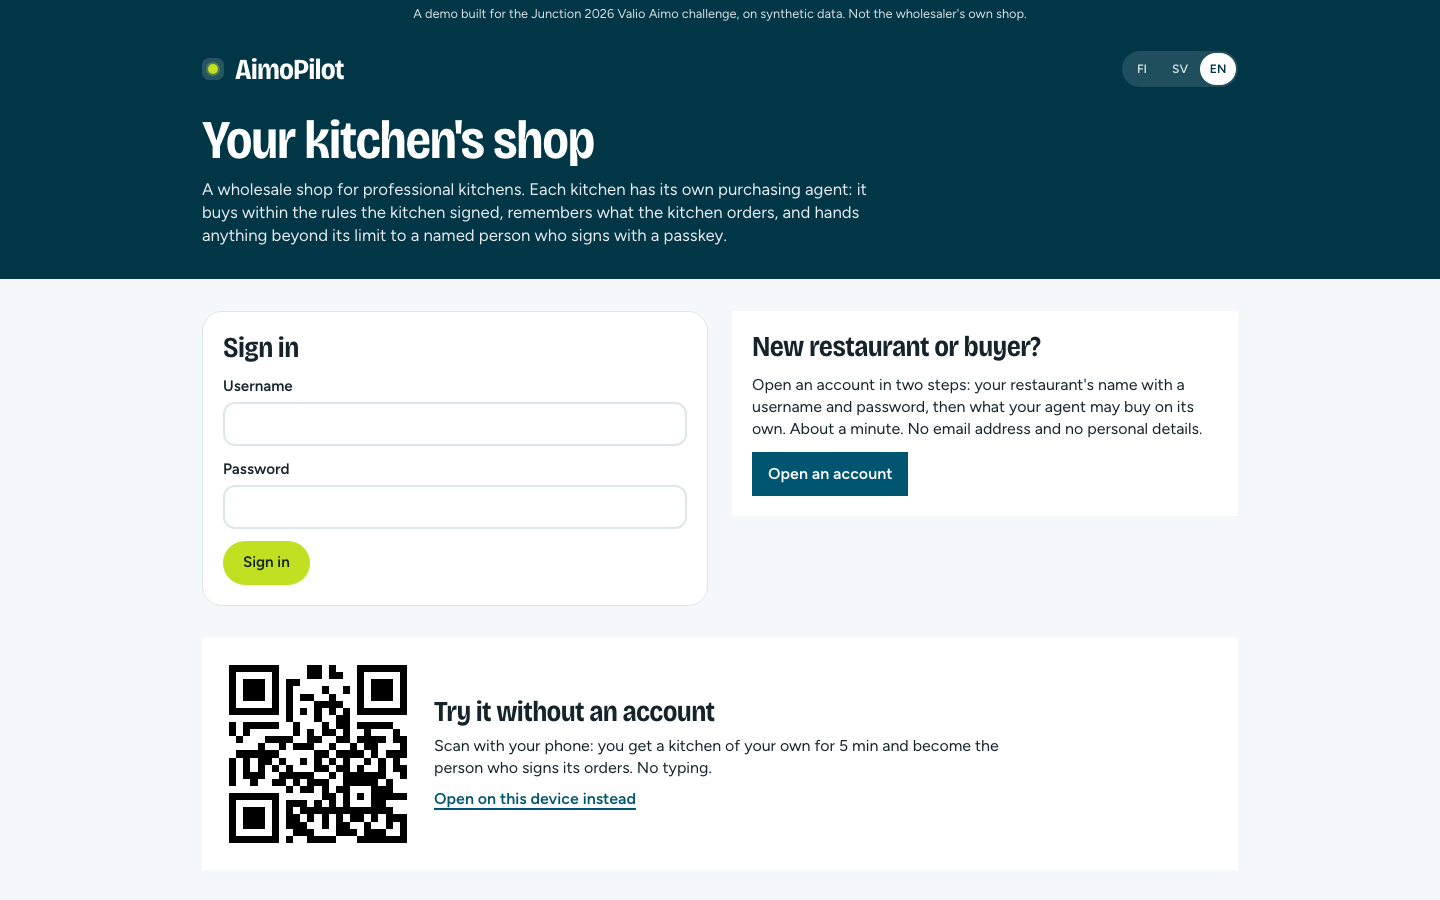 A demo built for the Junction 2026 Valio Aimo challenge, on synthetic data. Not the wholesaler's own shop.
AimoPilot
FI SV EN
Your kitchen's shop
A wholesale shop for professional kitchens. Each kitchen has its own purchasing agent: it
buys within the rules the kitchen signed, remembers what the kitchen orders, and hands
anything beyond its limit to a named person who signs with a passkey.
Sign in
Username
Password
Sign in
New restaurant or buyer?
Open an account in two steps: your restaurant's name with a
username and password, then what your agent may buy on its
own. About a minute. No email address and no personal details.
Open an account
Try it without an account
Scan with your phone: you get a kitchen of your own for 5 min and become the
person who signs its orders. No typing.
Open on this device instead